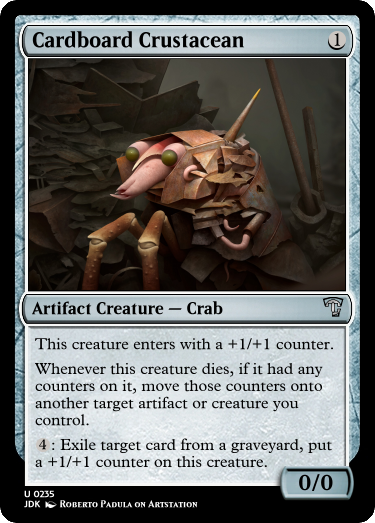 Cardboard Crustacean 1
Artifact Creature — Crab
This creature enters with a +1/+1 counter.
Whenever this creature dies, if it had any
counters on it, move those counters onto
another target artifact or creature you
control.
4 : Exile target card from a graveyard, put
a +1/+1 counter on this creature.
0/0
U 0235
JDK Roberto Padula on Artstation